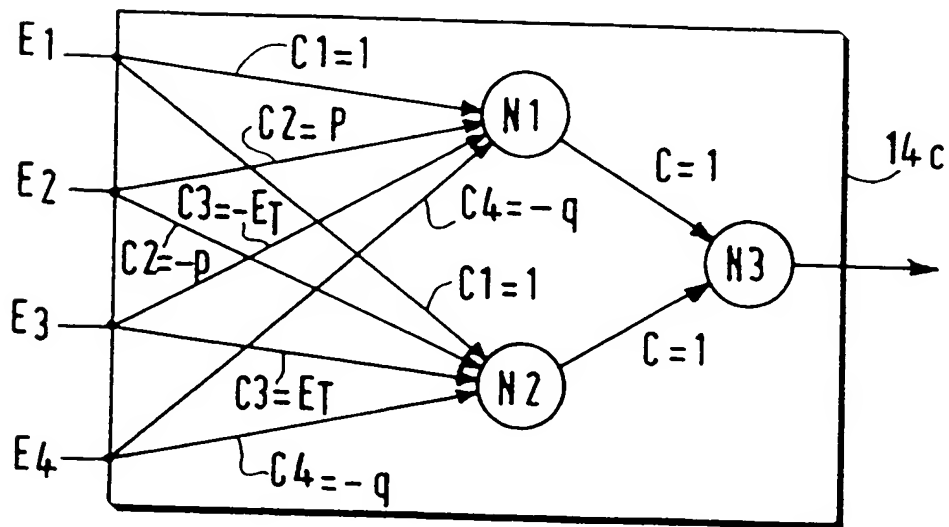 E1
C1=1
N1
C2=P
14c
C=1
E2
C3=-ET
C4=-q
C2=-p
N3
C1=1
E3
C=1
C3=ET
N2
E4
C4=-q